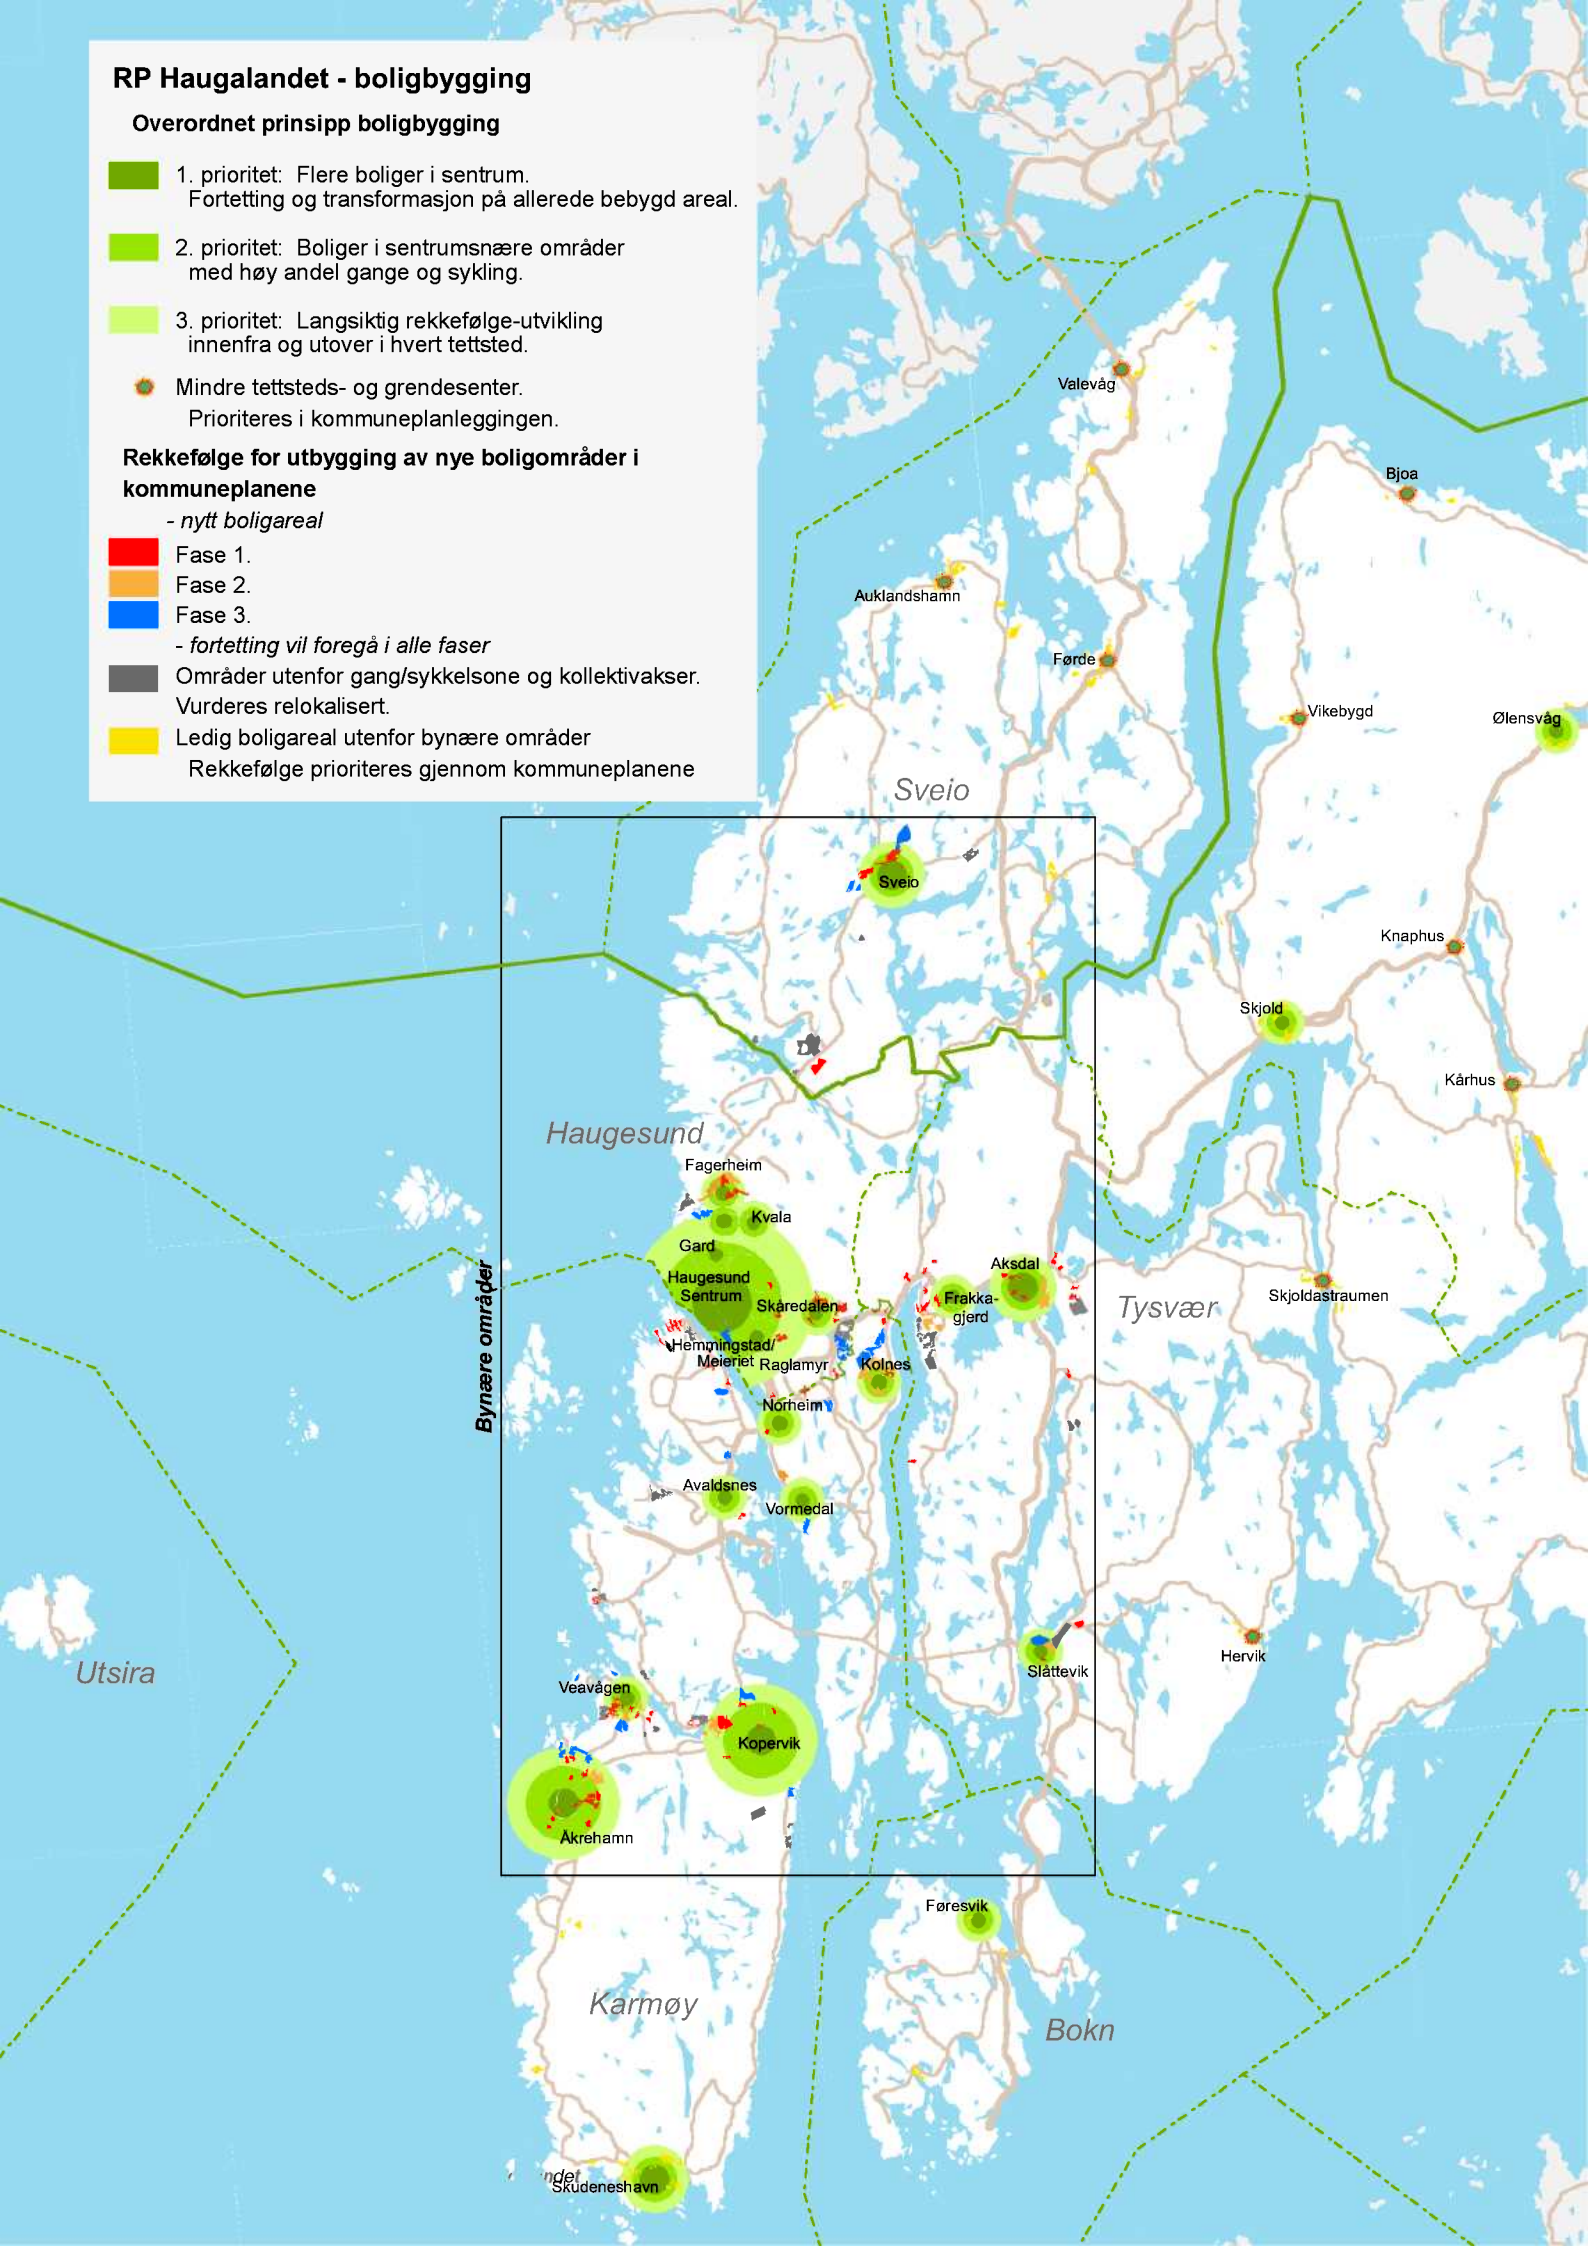 RP Haugalandet - boligbygging
Overordnet prinsipp boligbygging
1. prioritet:  Flere boliger i sentrum.
Fortetting og transformasjon på allerede bebygd areal.
2. prioritet:  Boliger i sentrumsnære områder
med høy andel gange og sykling.
3. prioritet:  Langsiktig rekkefølge-utvikling
innenfra og utover i hvert tettsted.
Mindre tettsteds- og grendesenter.
Prioriteres i kommuneplanleggingen.
Rekkefølge for utbygging av nye boligområder i
kommuneplanene
- nytt boligareal
Fase 1.
Fase 2.
Fase 3.
- fortetting vil foregå i alle faser
Områder utenfor gang/sykkelsone og kollektivakser.
Vurderes relokalisert.
Ledig boligareal utenfor bynære områder
Rekkefølge prioriteres gjennom kommuneplanene
Valevåg
Bjoa
Auklandshamn
Førde
Vikebygd
Ølensvåg
Sveio
Sveio
Knaphus
Skjold
Kårhus
Haugesund
Fagerheim
Kvala
Gard
Haugesund
Sentrum
Skåredalen
Aksdal
Frakka-
gjerd
Tysvær
Skjoldastraumen
Bynære områder
Hemmingstad/
Meieriet
Raglamyr
Kolnes
Norheim
Avaldsnes
Vormedal
Hervik
Slåttevik
Utsira
Veavågen
Kopervik
Åkrehamn
Føresvik
Karmøy
Bokn
Skudeneshavn